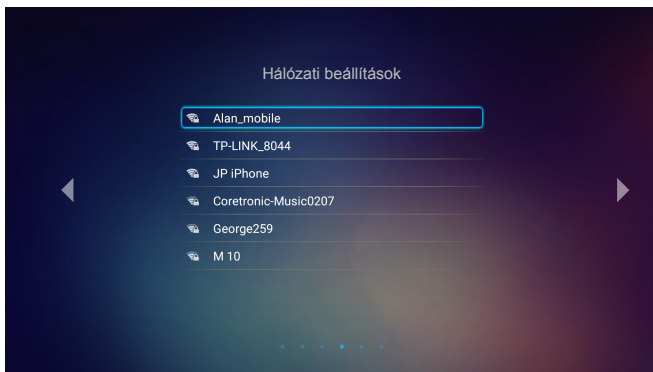 Hálózati beállítások
Alan_mobile
TP-LINK_8044
JP iPhone
Coretronic-Music0207
George259
M 10